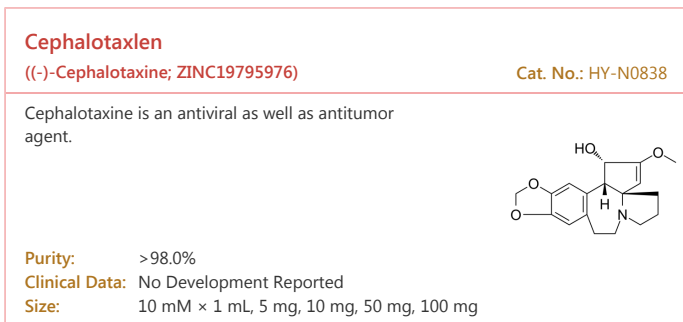 Cephalotaxlen
((-)-Cephalotaxine; ZINC19795976) Cat. No.: HY-N0838
Cephalotaxine is an antiviral as well as antitumor
agent.
HO
O
O
O
H
N
Purity: >98.0%
Clinical Data: No Development Reported
Size: 10 mM × 1 mL, 5 mg, 10 mg, 50 mg, 100 mg